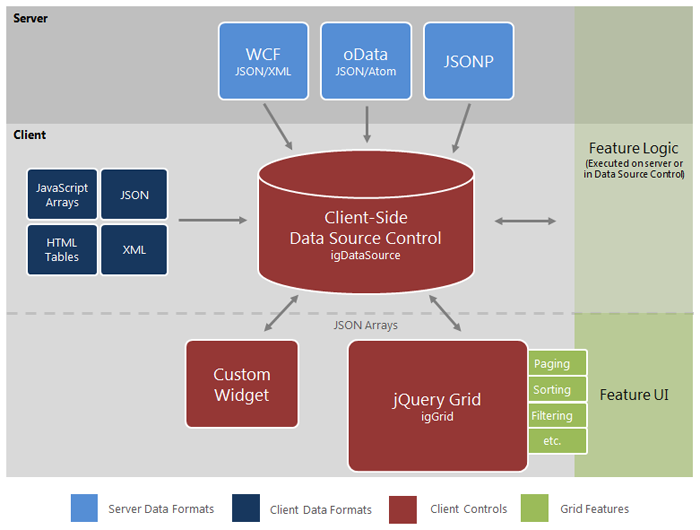 Server
WCF
JSON/XML
oData
JSON/Atom
JSONP
Client
JavaScript
Arrays
JSON
HTML
Tables
XML
Client-Side
Data Source Control
igDataSource
Feature Logic
(Executed on server or
in Data Source Control)
JSON Arrays
Custom
Widget
jQuery Grid
igGrid
Paging
Sorting
Filtering
etc.
Feature UI
Server Data Formats
Client Data Formats
Client Controls
Grid Features